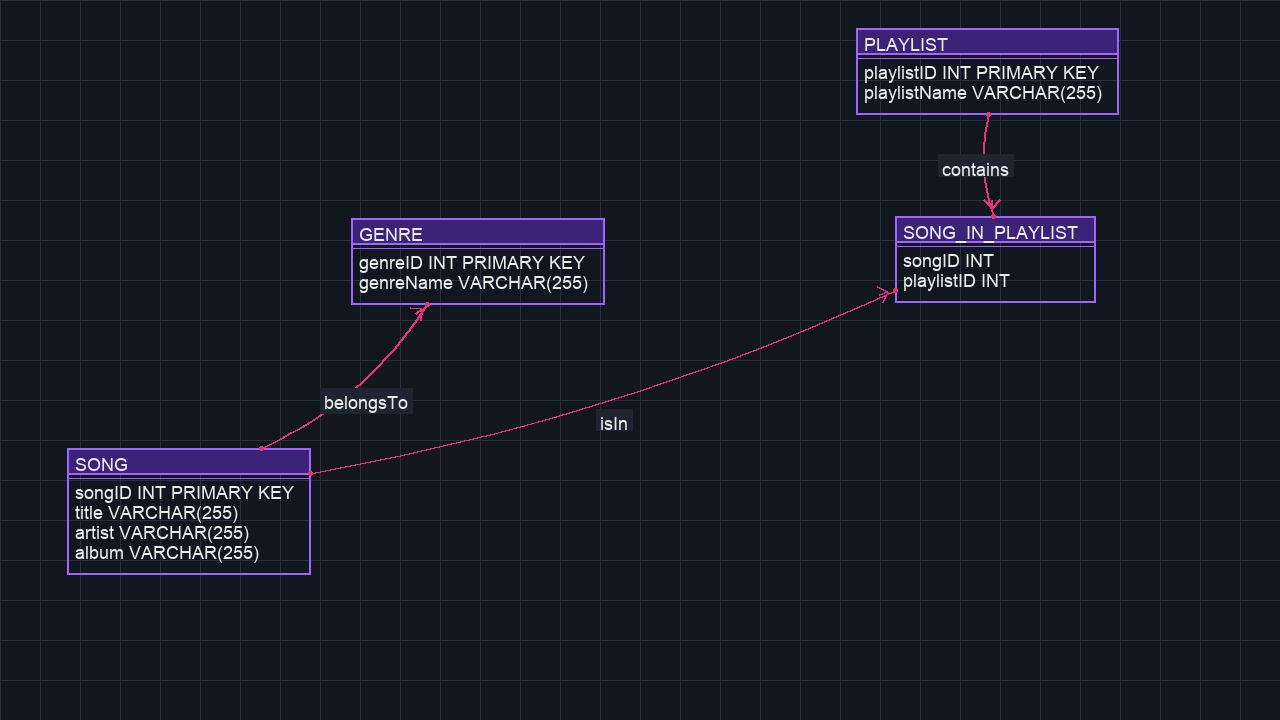 PLAYLIST
playlistID INT PRIMARY KEY
playlistName VARCHAR(255)
contains
GENRE
genreID INT PRIMARY KEY
genreName VARCHAR(255)
SONG_IN_PLAYLIST
songID INT
playlistID INT
belongsTo
isIn
SONG
songID INT PRIMARY KEY
title VARCHAR(255)
artist VARCHAR(255)
album VARCHAR(255)